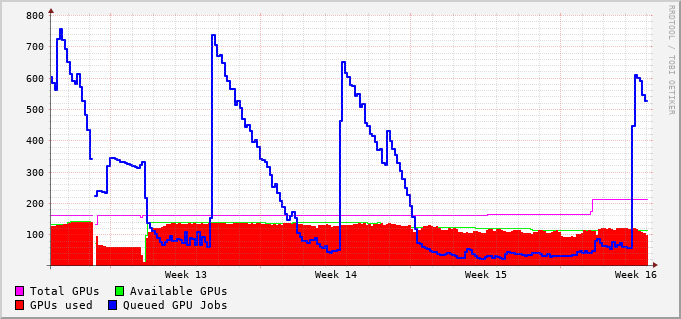 800
700
600
500
400
300
200
100
Week 13 Week 14 Week 15 Week 16
Total GPUs Available GPUs
GPUs used Queued GPU Jobs
RRDTOOL / TOBI OETIKER